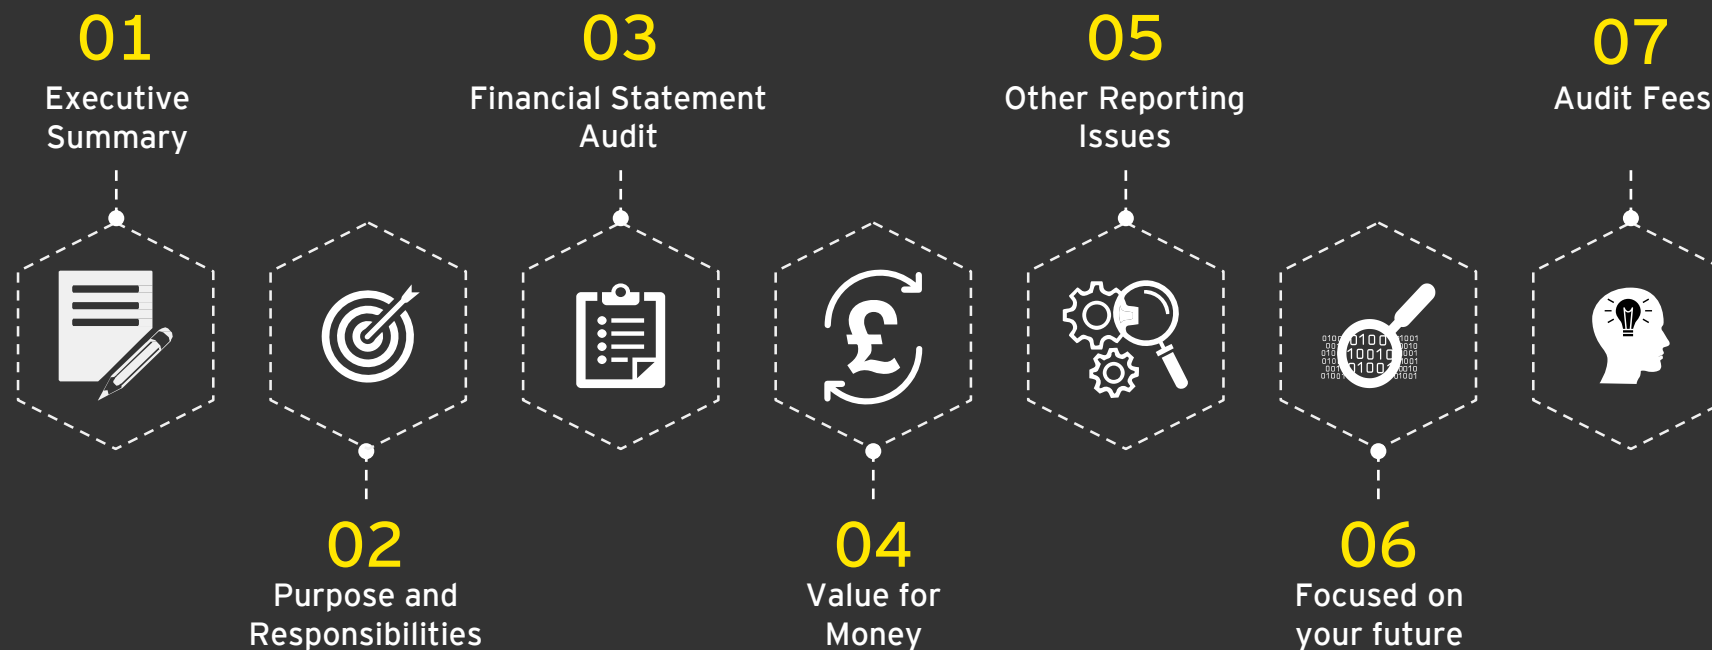 01
Executive
Summary
02
Purpose and
Responsibilities
03
Financial Statement
Audit
04
Value for
Money
£
05
Other Reporting
Issues
06
Focused on
your future
07
Audit Fees